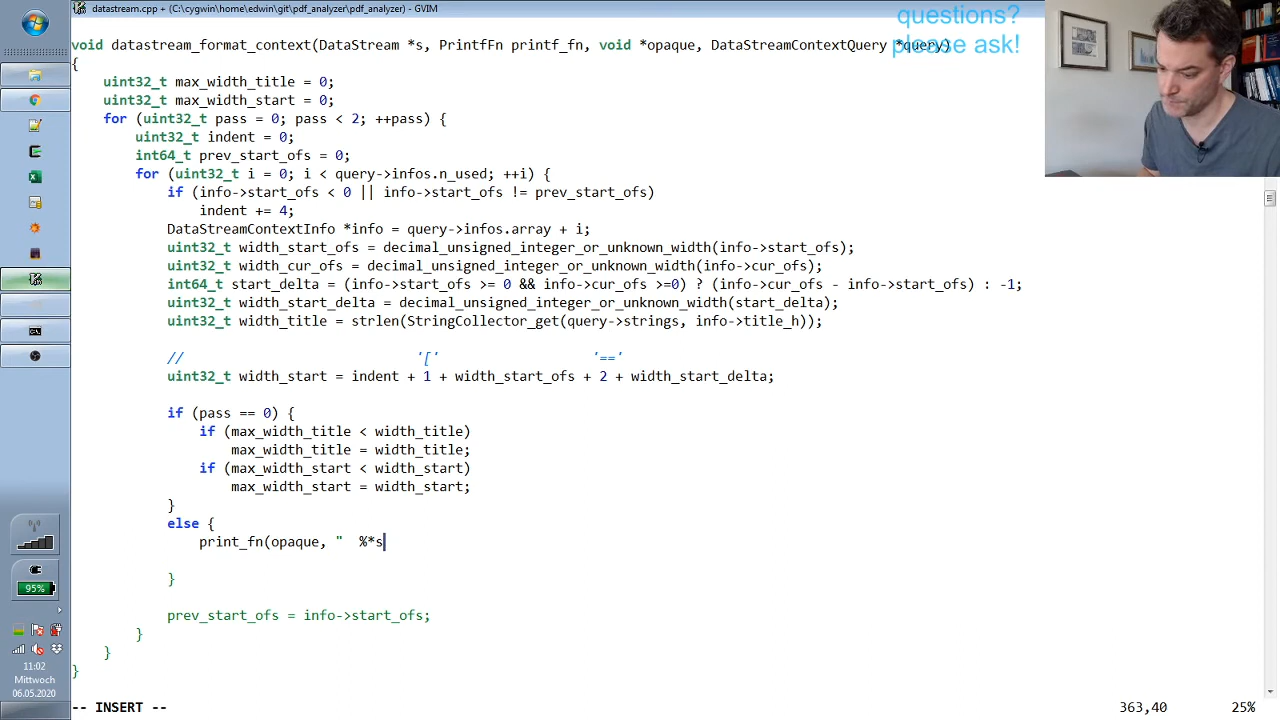 datastream.cpp + (C:\cygwin\home\edwin\git\pdf_analyzer\pdf_analyzer) - GVIM
questions?
please ask!
void datastream_format_context(DataStream *s, PrintfFn printf_fn, void *opaque, DataStreamContextQuery *query)
{
    uint32_t max_width_title = 0;
    uint32_t max_width_start = 0;
    for (uint32_t pass = 0; pass < 2; ++pass) {
        uint32_t indent = 0;
        int64_t prev_start_ofs = 0;
        for (uint32_t i = 0; i < query->infos.n_used; ++i) {
            if (info->start_ofs < 0 || info->start_ofs != prev_start_ofs)
                indent += 4;
            DataStreamContextInfo *info = query->infos.array + i;
            uint32_t width_start_ofs = decimal_unsigned_integer_or_unknown_width(info->start_ofs);
            uint32_t width_cur_ofs = decimal_unsigned_integer_or_unknown_width(info->cur_ofs);
            int64_t start_delta = (info->start_ofs >= 0 && info->cur_ofs >=0) ? (info->cur_ofs - info->start_ofs) : -1;
            uint32_t width_start_delta = decimal_unsigned_integer_or_unknown_width(start_delta);
            uint32_t width_title = strlen(StringCollector_get(query->strings, info->title_h));
            //                             '['                   '=='
            uint32_t width_start = indent + 1 + width_start_ofs + 2 + width_start_delta;
            if (pass == 0) {
                if (max_width_title < width_title)
                    max_width_title = width_title;
                if (max_width_start < width_start)
                    max_width_start = width_start;
            }
            else {
                print_fn(opaque, "  %*s
            }
            prev_start_ofs = info->start_ofs;
        }
    }
}
-- INSERT --
363,40
25%
95%
11:02
Mittwoch
06.05.2020